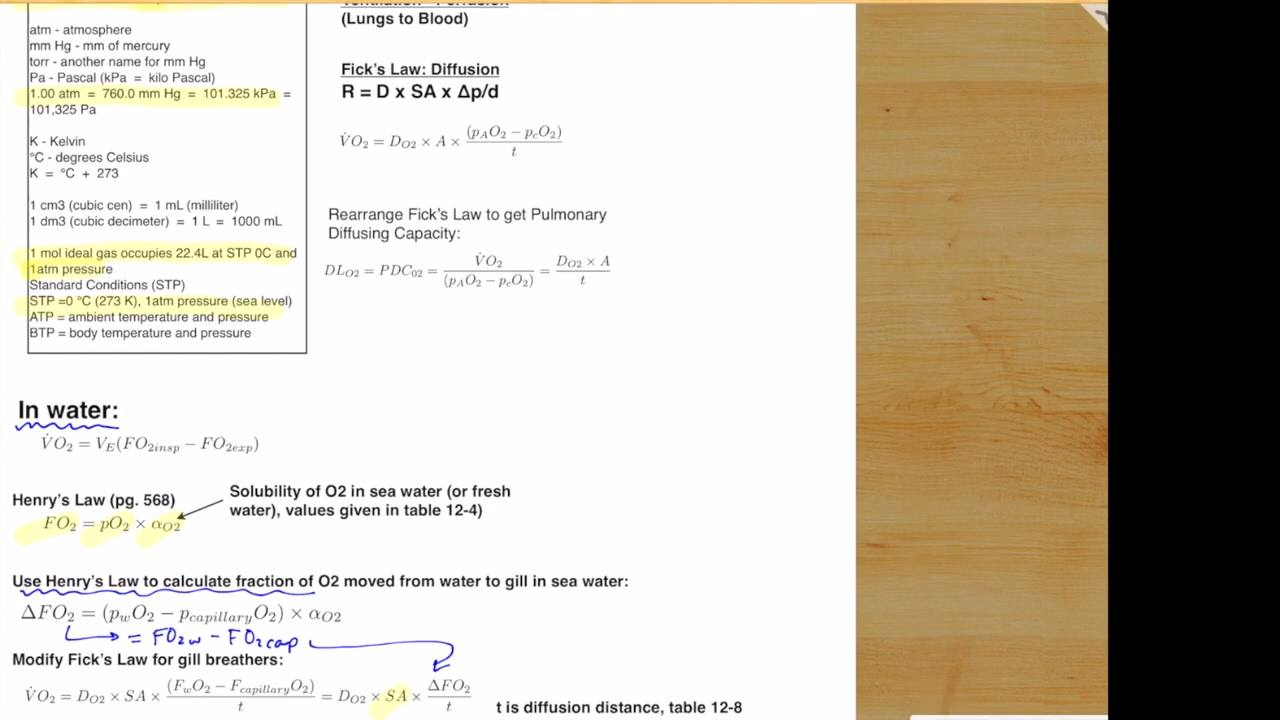 atm - atmosphere
mm Hg - mm of mercury
torr - another name for mm Hg
Pa - Pascal (kPa = kilo Pascal)
1.00 atm = 760.0 mm Hg = 101.325 kPa =
101,325 Pa
K - Kelvin
°C - degrees Celsius
K = °C + 273
1 cm3 (cubic cen) = 1 mL (milliliter)
1 dm3 (cubic decimeter) = 1 L = 1000 mL
1 mol ideal gas occupies 22.4L at STP 0C and
1atm pressure
Standard Conditions (STP)
STP =0 °C (273 K), 1atm pressure (sea level)
ATP = ambient temperature and pressure
BTP = body temperature and pressure
(Lungs to Blood)
Fick's Law: Diffusion
R = D x SA x Δp/d
V̇O₂ = D_O2 × A × (p_AO₂ − p_cO₂) / t
Rearrange Fick's Law to get Pulmonary
Diffusing Capacity:
DL_O2 = PDC_02 = V̇O₂ / (p_AO₂ − p_cO₂) = D_O2 × A / t
In water:
V̇O₂ = V_E(FO_2insp − FO_2exp)
Henry's Law (pg. 568)
FO₂ = pO₂ × α_O2
Solubility of O2 in sea water (or fresh
water), values given in table 12-4)
Use Henry's Law to calculate fraction of O2 moved from water to gill in sea water:
ΔFO₂ = (p_wO₂ − p_capillaryO₂) × α_O2
= FO₂w − FO₂cap
Modify Fick's Law for gill breathers:
V̇O₂ = D_O2 × SA × (F_wO₂ − F_capillaryO₂) / t = D_O2 × SA × ΔFO₂ / t
t is diffusion distance, table 12-8